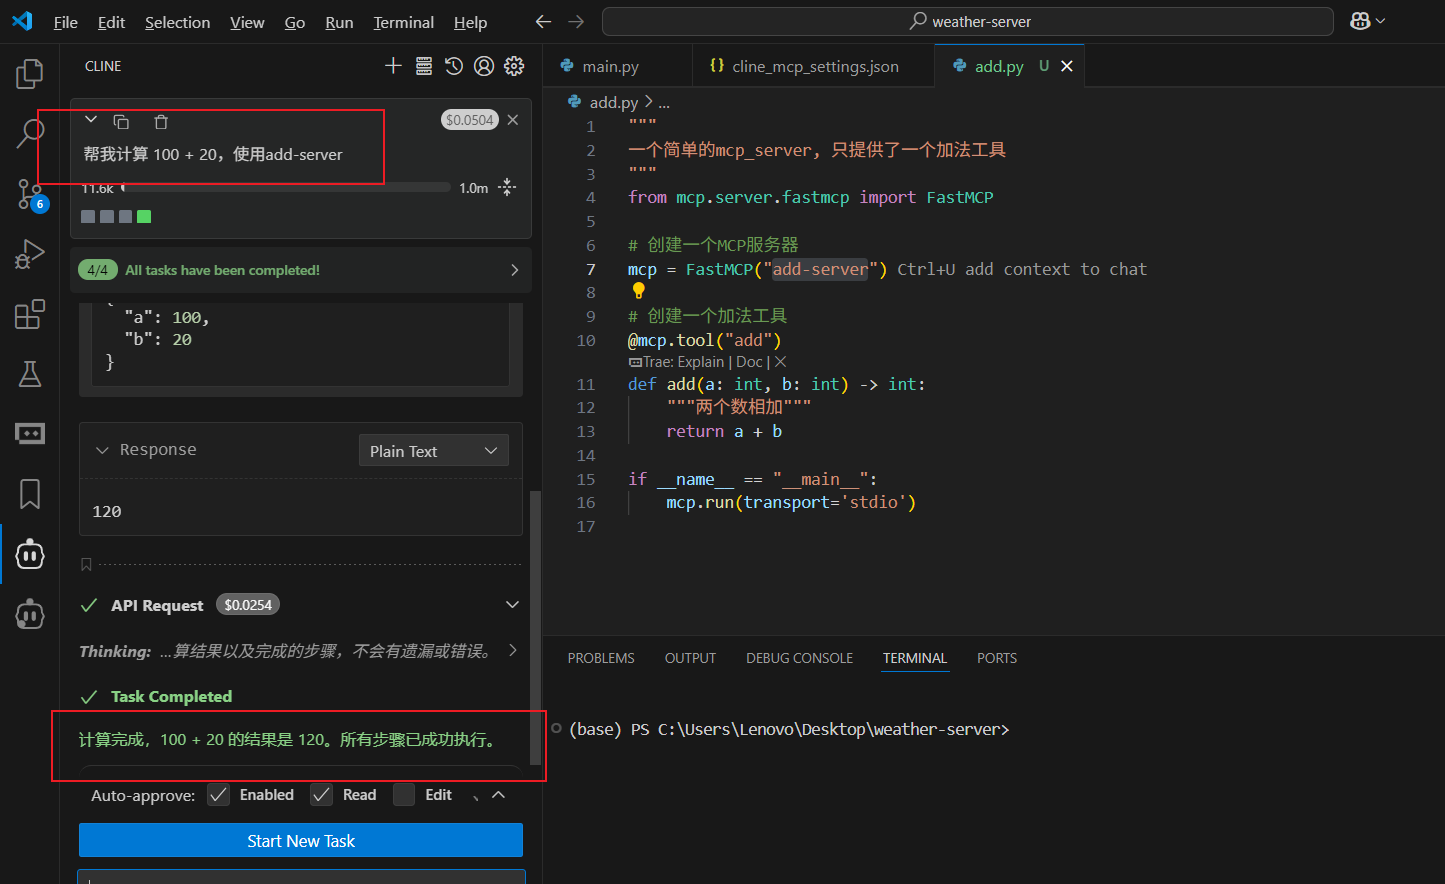 File Edit Selection View Go Run Terminal Help
weather-server
CLINE
$0.0504
帮我计算 100 + 20，使用add-server
11.6k
1.0m
6
4/4 All tasks have been completed!
{
"a": 100,
"b": 20
}
Response
Plain Text
120
API Request $0.0254
Thinking: ...算结果以及完成的步骤，不会有遗漏或错误。
Task Completed
计算完成，100 + 20 的结果是 120。所有步骤已成功执行。
Auto-approve: Enabled Read Edit
Start New Task
main.py
{} cline_mcp_settings.json
add.py U
add.py > ...
1 """
2 一个简单的mcp_server, 只提供了一个加法工具
3 """
4 from mcp.server.fastmcp import FastMCP
5
6 # 创建一个MCP服务器
7 mcp = FastMCP("add-server") Ctrl+U add context to chat
8
9 # 创建一个加法工具
10 @mcp.tool("add")
Trae: Explain | Doc | X
11 def add(a: int, b: int) -> int:
12 """两个数相加"""
13 return a + b
14
15 if __name__ == "__main__":
16 mcp.run(transport='stdio')
17
PROBLEMS OUTPUT DEBUG CONSOLE TERMINAL PORTS
(base) PS C:\Users\Lenovo\Desktop\weather-server>